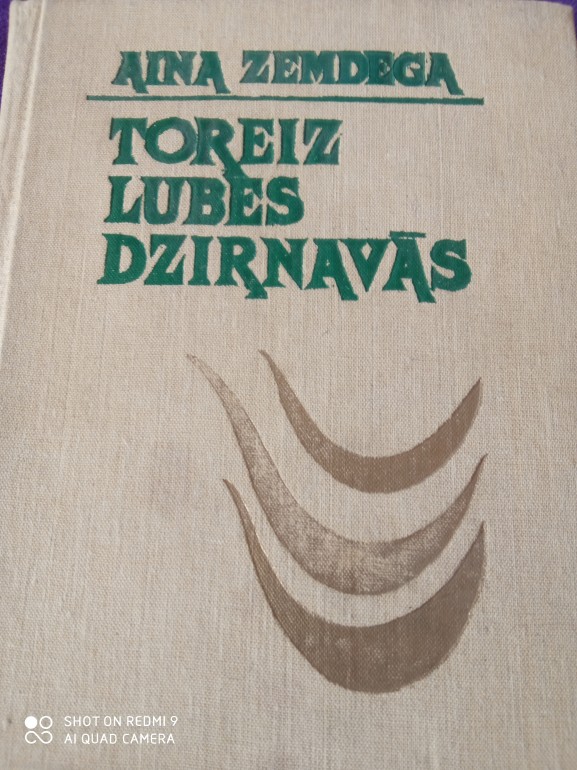 AINA ZEMDEGA
TOREIZ
LUBES
DZIRNAVĀS
SHOT ON REDMI 9
AI QUAD CAMERA